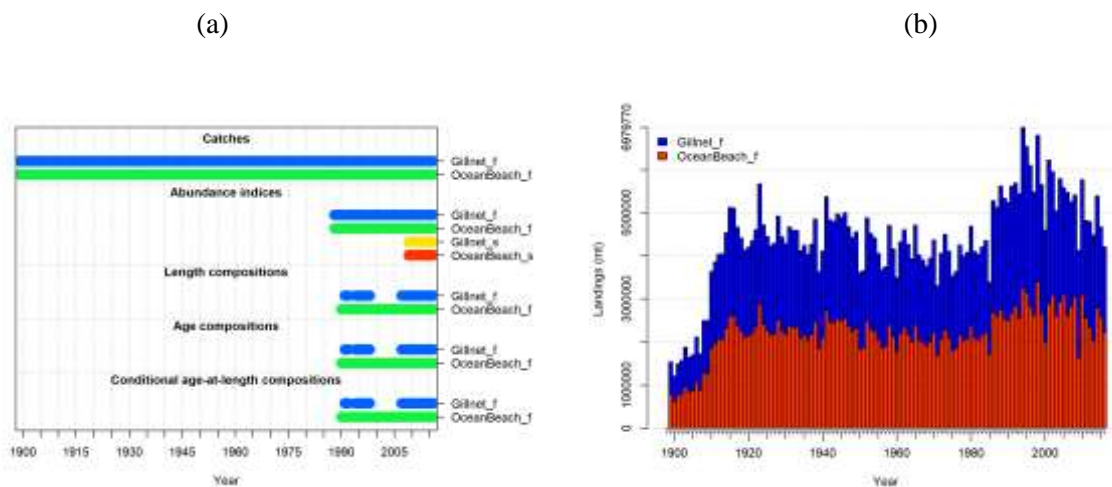 (a)
(b)
Catches
Gillnet_f
OceanBeach_f
Abundance indices
Gillnet_f
OceanBeach_f
Gillnet_s
OceanBeach_s
Length compositions
Gillnet_f
OceanBeach_f
Age compositions
Gillnet_f
OceanBeach_f
Conditional age-at-length compositions
Gillnet_f
OceanBeach_f
1900 1915 1930 1945 1960 1975 1990 2005
Year
Gillnet_f
OceanBeach_f
Landings (mt)
0 1000000 3000000 5000000 6979770
1900 1920 1940 1960 1980 2000
Year